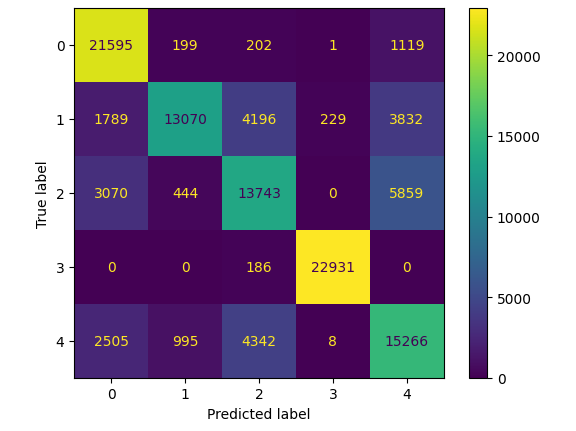 0 21595 199 202 1 1119
1 1789 13070 4196 229 3832
2 3070 444 13743 0 5859
3 0 0 186 22931 0
4 2505 995 4342 8 15266
0 1 2 3 4
Predicted label
True label
20000
15000
10000
5000
0